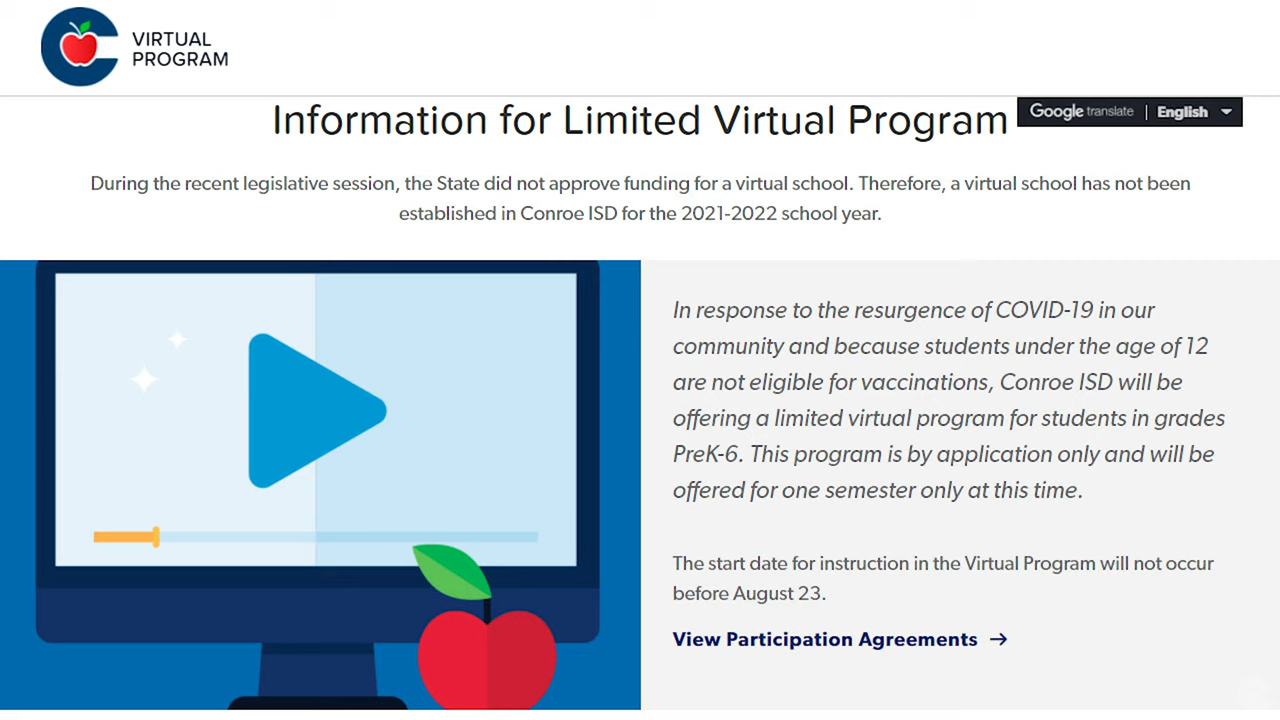 VIRTUAL
PROGRAM
Information for Limited Virtual Program
Google translate | English
During the recent legislative session, the State did not approve funding for a virtual school. Therefore, a virtual school has not been
established in Conroe ISD for the 2021-2022 school year.
In response to the resurgence of COVID-19 in our
community and because students under the age of 12
are not eligible for vaccinations, Conroe ISD will be
offering a limited virtual program for students in grades
PreK-6. This program is by application only and will be
offered for one semester only at this time.
The start date for instruction in the Virtual Program will not occur
before August 23.
View Participation Agreements →